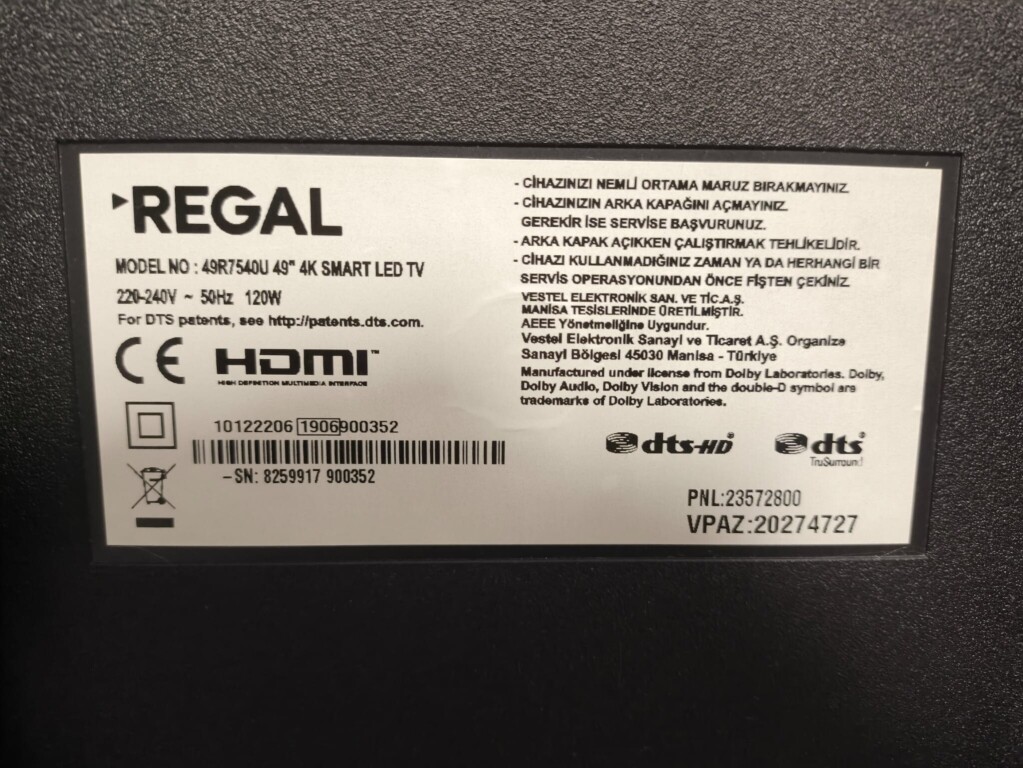 REGAL
MODEL NO : 49R7540U 49" 4K SMART LED TV
220-240V ~ 50Hz 120W
For DTS patents, see http://patents.dts.com.
CE HDMI™
HIGH DEFINITION MULTIMEDIA INTERFACE
10122206 1906900352
-SN: 8259917 900352
- CİHAZINIZI NEMLİ ORTAMA MARUZ BIRAKMAYINIZ.
- CİHAZINIZIN ARKA KAPAĞINI AÇMAYINIZ.
GEREKİR İSE SERVİSE BAŞVURUNUZ.
- ARKA KAPAK AÇIKKEN ÇALIŞTIRMAK TEHLİKELİDİR.
- CİHAZI KULLANMADIĞINIZ ZAMAN YA DA HERHANGİ BİR
SERVİS OPERASYONUNDAN ÖNCE FİŞTEN ÇEKİNİZ.
VESTEL ELEKTRONİK SAN. VE TİC.A.Ş.
MANİSA TESİSLERİNDE ÜRETİLMİŞTİR.
AEEE Yönetmeliğine Uygundur.
Vestel Elektronik Sanayi ve Ticaret A.Ş. Organize
Sanayi Bölgesi 45030 Manisa - Türkiye
Manufactured under license from Dolby Laboratories. Dolby,
Dolby Audio, Dolby Vision and the double-D symbol are
trademarks of Dolby Laboratories.
dts-HD® dts®
TruSurround
PNL:23572800
VPAZ:20274727